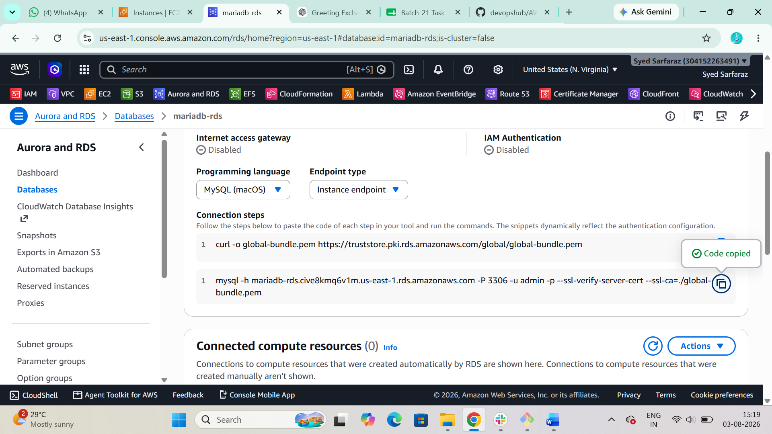 (4) WhatsApp
Instances | EC2
mariadb-rds
Greeting Exch
Batch 21 Task
devopshub/AW
Ask Gemini
us-east-1.console.aws.amazon.com/rds/home?region=us-east-1#database:id=mariadb-rds;is-cluster=false
aws
Search
[Alt+S]
United States (N. Virginia)
Syed Sarfaraz (304152263491)
Syed Sarfaraz
IAM
VPC
EC2
S3
Aurora and RDS
EFS
CloudFormation
Lambda
Amazon EventBridge
Route 53
Certificate Manager
CloudFront
CloudWatch
Aurora and RDS
Databases
mariadb-rds
Aurora and RDS
Dashboard
Databases
CloudWatch Database Insights
Snapshots
Exports in Amazon S3
Automated backups
Reserved instances
Proxies
Subnet groups
Parameter groups
Option groups
Internet access gateway
Disabled
IAM Authentication
Disabled
Programming language
MySQL (macOS)
Endpoint type
Instance endpoint
Connection steps
Follow the steps below to paste the code of each step in your tool and run the commands. The snippets dynamically reflect the authentication configuration.
1 curl -o global-bundle.pem https://truststore.pki.rds.amazonaws.com/global/global-bundle.pem
Code copied
1 mysql -h mariadb-rds.cive8kmq6v1m.us-east-1.rds.amazonaws.com -P 3306 -u admin -p --ssl-verify-server-cert --ssl-ca=./global-
bundle.pem
Connected compute resources (0) Info
Actions
Connections to compute resources that were created automatically by RDS are shown here. Connections to compute resources that were
created manually aren't shown.
CloudShell
Agent Toolkit for AWS
Feedback
Console Mobile App
© 2026, Amazon Web Services, Inc. or its affiliates.
Privacy
Terms
Cookie preferences
2
29°C
Mostly sunny
Search
ENG
IN
15:19
03-08-2026